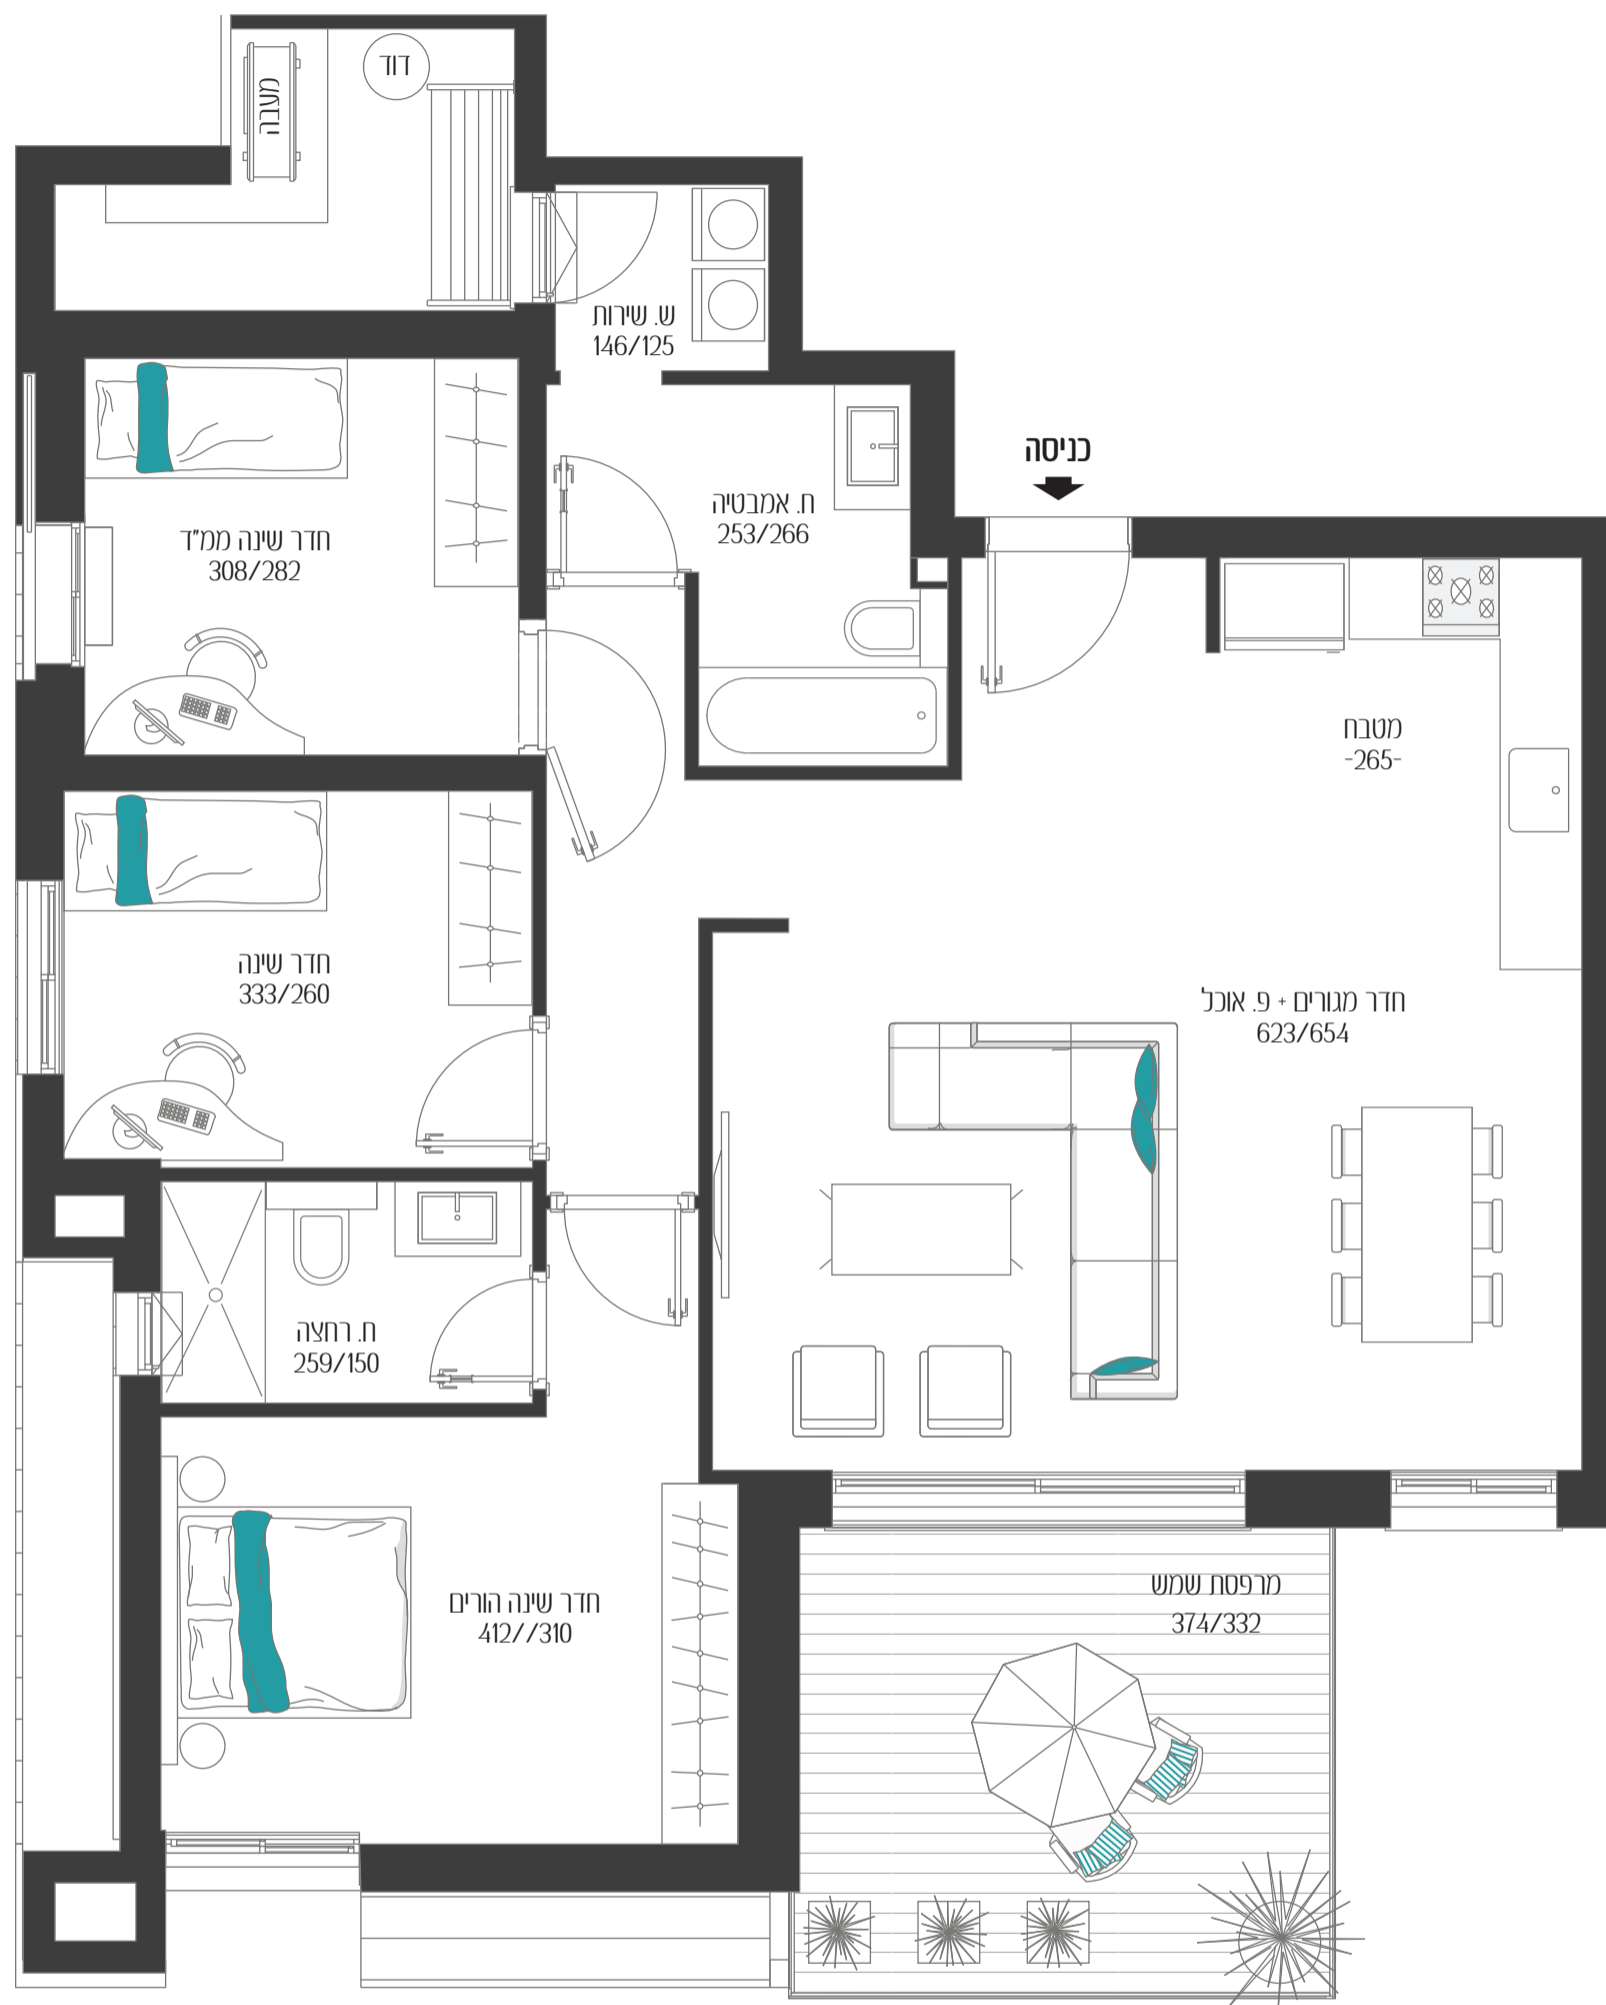 דוד
מעבה
ש. שירות
146/125
כניסה
ח. אמבטיה
253/266
חדר שינה ממ"ד
308/282
מטבח
-265-
חדר שינה
333/260
חדר מגורים + פ. אוכל
623/654
ח. רחצה
259/150
חדר שינה הורים
412//310
מרפסת שמש
374/332